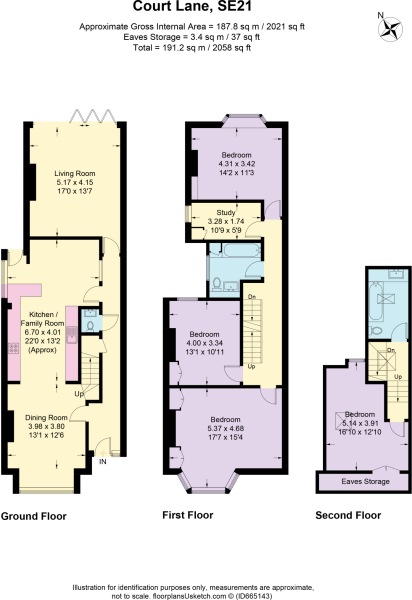 Court Lane, SE21
Approximate Gross Internal Area = 187.8 sq m / 2021 sq ft
Eaves Storage = 3.4 sq m / 37 sq ft
Total = 191.2 sq m / 2058 sq ft
N
Living Room
5.17 x 4.15
17'0 x 13'7
Kitchen /
Family Room
6.70 x 4.01
22'0 x 13'2
(Approx)
Up
Dining Room
3.98 x 3.80
13'1 x 12'6
IN
Ground Floor
Bedroom
4.31 x 3.42
14'2 x 11'3
Study
3.28 x 1.74
10'9 x 5'9
Dn
Bedroom
4.00 x 3.34
13'1 x 10'11
Up
Bedroom
5.37 x 4.68
17'7 x 15'4
First Floor
Dn
Up
Bedroom
5.14 x 3.91
16'10 x 12'10
Eaves Storage
Second Floor
Illustration for identification purposes only, measurements are approximate,
not to scale. floorplansUsketch.com © (ID665143)